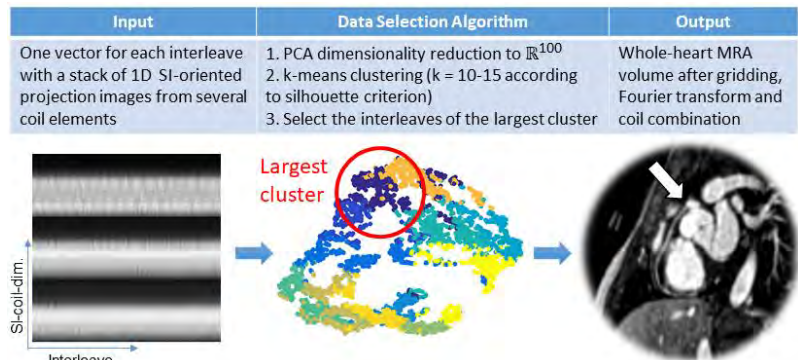 Input
Data Selection Algorithm
Output
One vector for each interleave
with a stack of 1D SI-oriented
projection images from several
coil elements
1. PCA dimensionality reduction to ℝ¹⁰⁰
2. k-means clustering (k = 10-15 according
to silhouette criterion)
3. Select the interleaves of the largest cluster
Whole-heart MRA
volume after gridding,
Fourier transform and
coil combination
SI-coil-dim.
Interleave
Largest
cluster